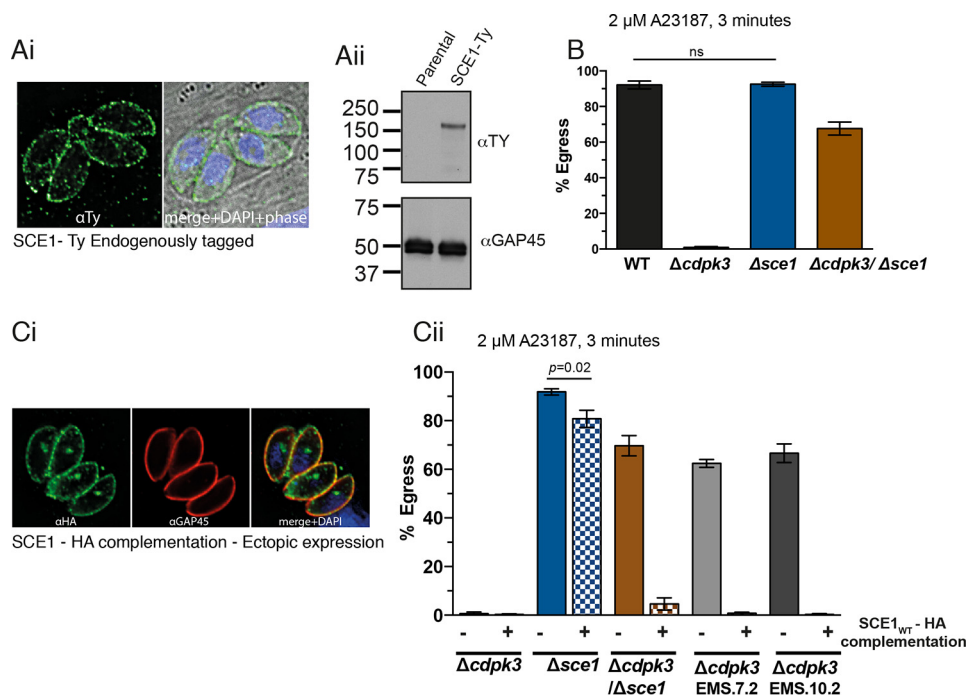 Ai
αTy
merge+DAPI+phase
SCE1- Ty Endogenously tagged
Aii
Parental
SCE1-Ty
250
150
100
75
αTY
75
50
37
αGAP45
2 µM A23187, 3 minutes
B
ns
% Egress
100
80
60
40
20
0
WT
Δcdpk3
Δsce1
Δcdpk3/ Δsce1
Ci
αHA
αGAP45
merge+DAPI
SCE1 - HA complementation - Ectopic expression
Cii
2 µM A23187, 3 minutes
p=0.02
% Egress
100
80
60
40
20
0
- + - + - + - + - +
SCE1WT - HA
complementation
Δcdpk3
Δsce1
Δcdpk3
/Δsce1
Δcdpk3
EMS.7.2
Δcdpk3
EMS.10.2